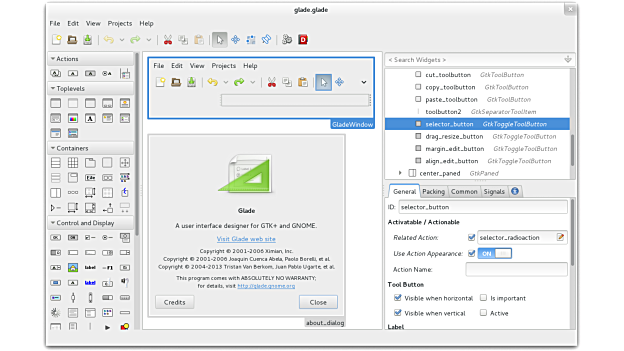 glade.glade
File Edit View Projects Help
Actions
Toplevels
Containers
Control and Display
File Edit View Projects Help
GladeWindow
Glade
A user interface designer for GTK+ and GNOME.
Visit Glade web site
Copyright © 2001-2006 Ximian, Inc.
Copyright © 2001-2006 Joaquin Cuenca Abela, Paolo Borelli, et al.
Copyright © 2004-2013 Tristan Van Berkom, Juan Pablo Ugarte, et al.
This program comes with ABSOLUTELY NO WARRANTY;
for details, visit http://glade.gnome.org
Credits Close
about_dialog
< Search Widgets >
cut_toolbutton GtkToolButton
copy_toolbutton GtkToolButton
paste_toolbutton GtkToolButton
toolbutton2 GtkSeparatorToolItem
selector_button GtkToggleToolButton
drag_resize_button GtkToggleToolButton
margin_edit_button GtkToggleToolButton
align_edit_button GtkToggleToolButton
center_paned GtkPaned
General Packing Common Signals
ID: selector_button
Activatable / Actionable
Related Action: selector_radioaction
Use Action Appearance: ON
Action Name:
Tool Button
Visible when horizontal Is important
Visible when vertical Active
Label